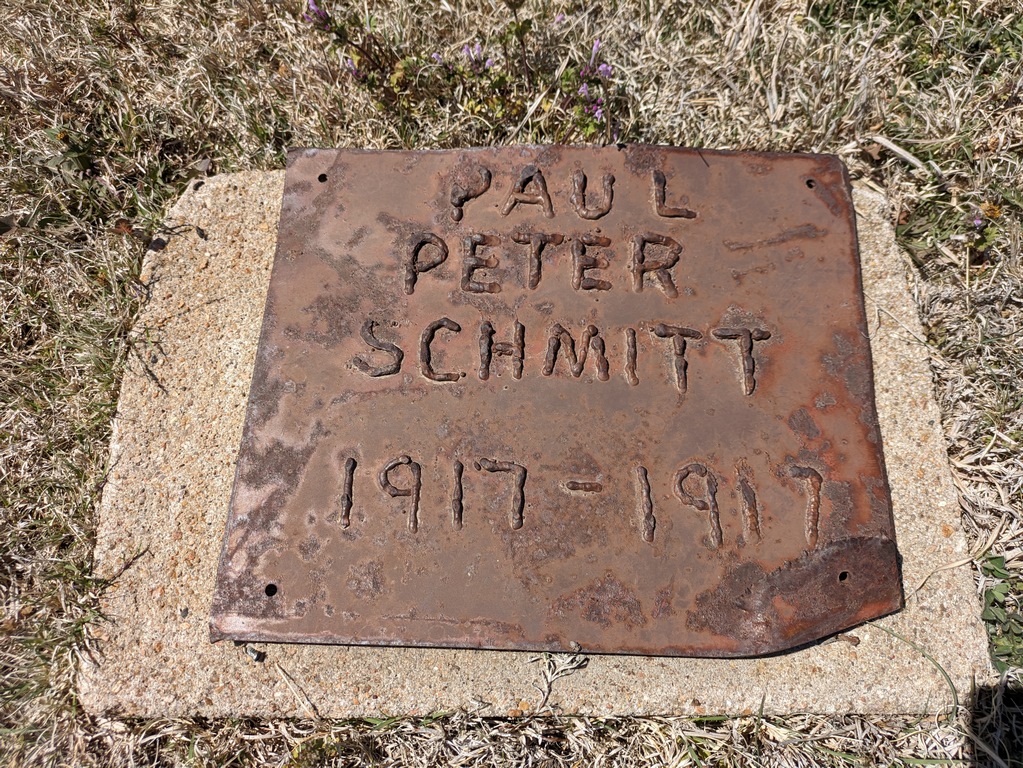 PAUL
PETER
SCHMITT
1917-1917